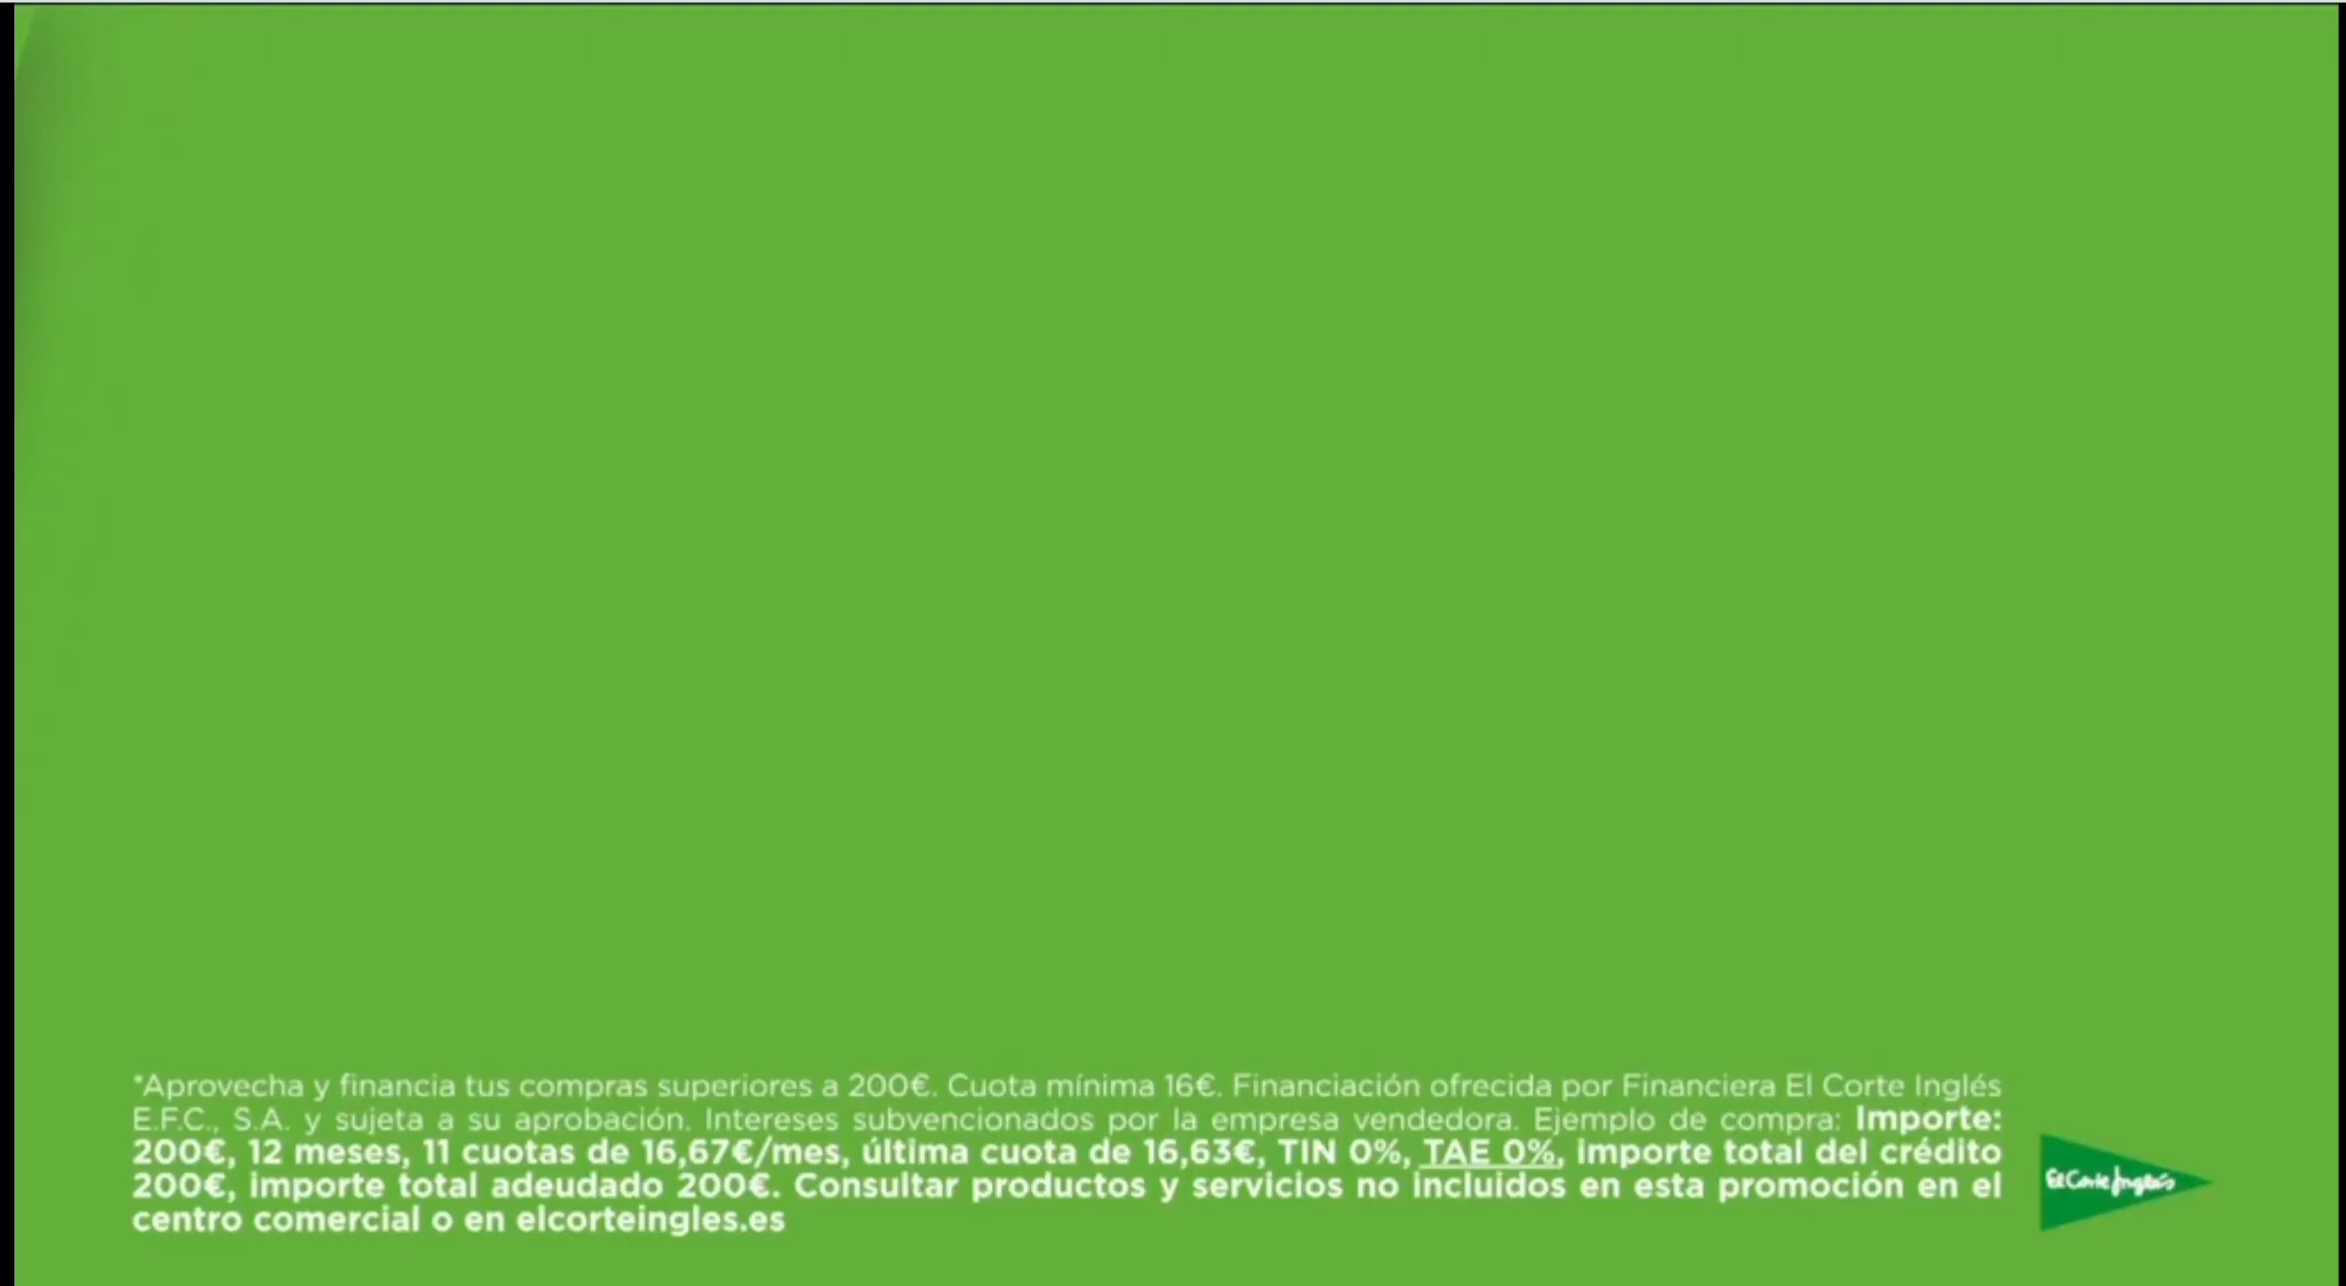 *Aprovecha y financia tus compras superiores a 200€. Cuota mínima 16€. Financiación ofrecida por Financiera El Corte Inglés
E.F.C., S.A. y sujeta a su aprobación. Intereses subvencionados por la empresa vendedora. Ejemplo de compra: Importe:
200€, 12 meses, 11 cuotas de 16,67€/mes, última cuota de 16,63€, TIN 0%, TAE 0%, importe total del crédito
200€, importe total adeudado 200€. Consultar productos y servicios no incluidos en esta promoción en el
centro comercial o en elcorteingles.es
El Corte Inglés